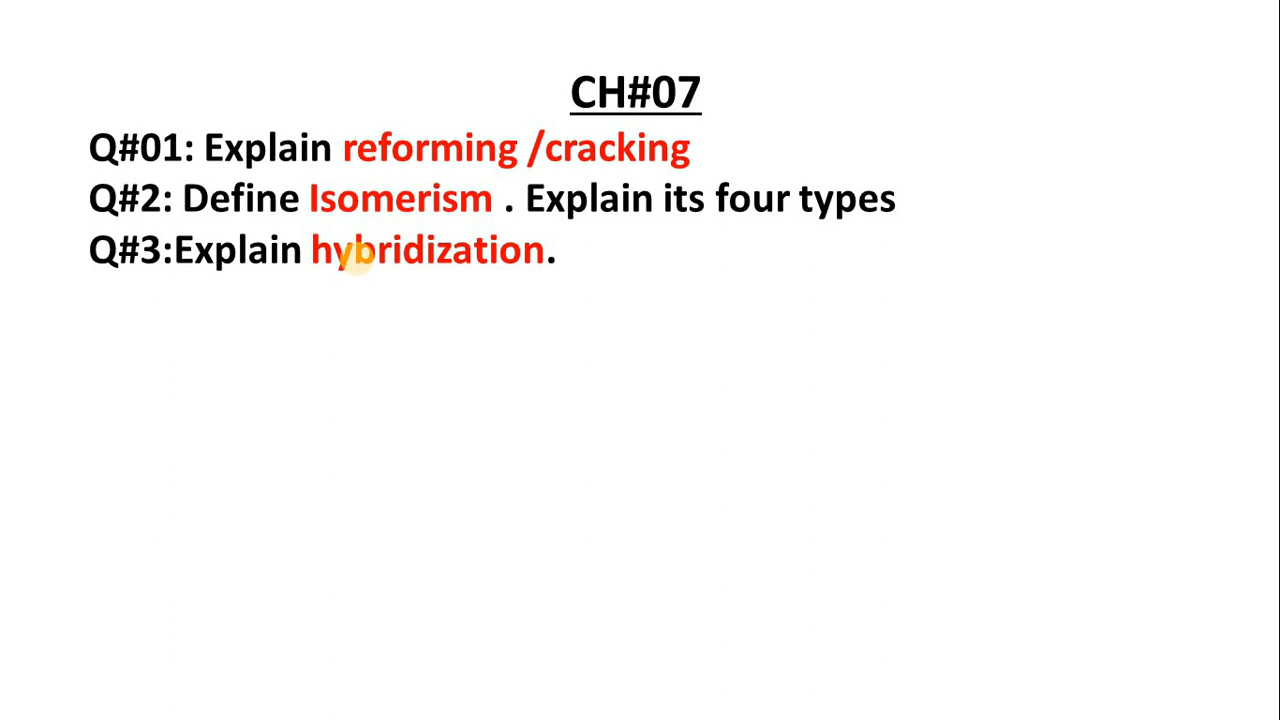 CH#07
Q#01: Explain reforming /cracking
Q#2: Define Isomerism . Explain its four types
Q#3:Explain hybridization.